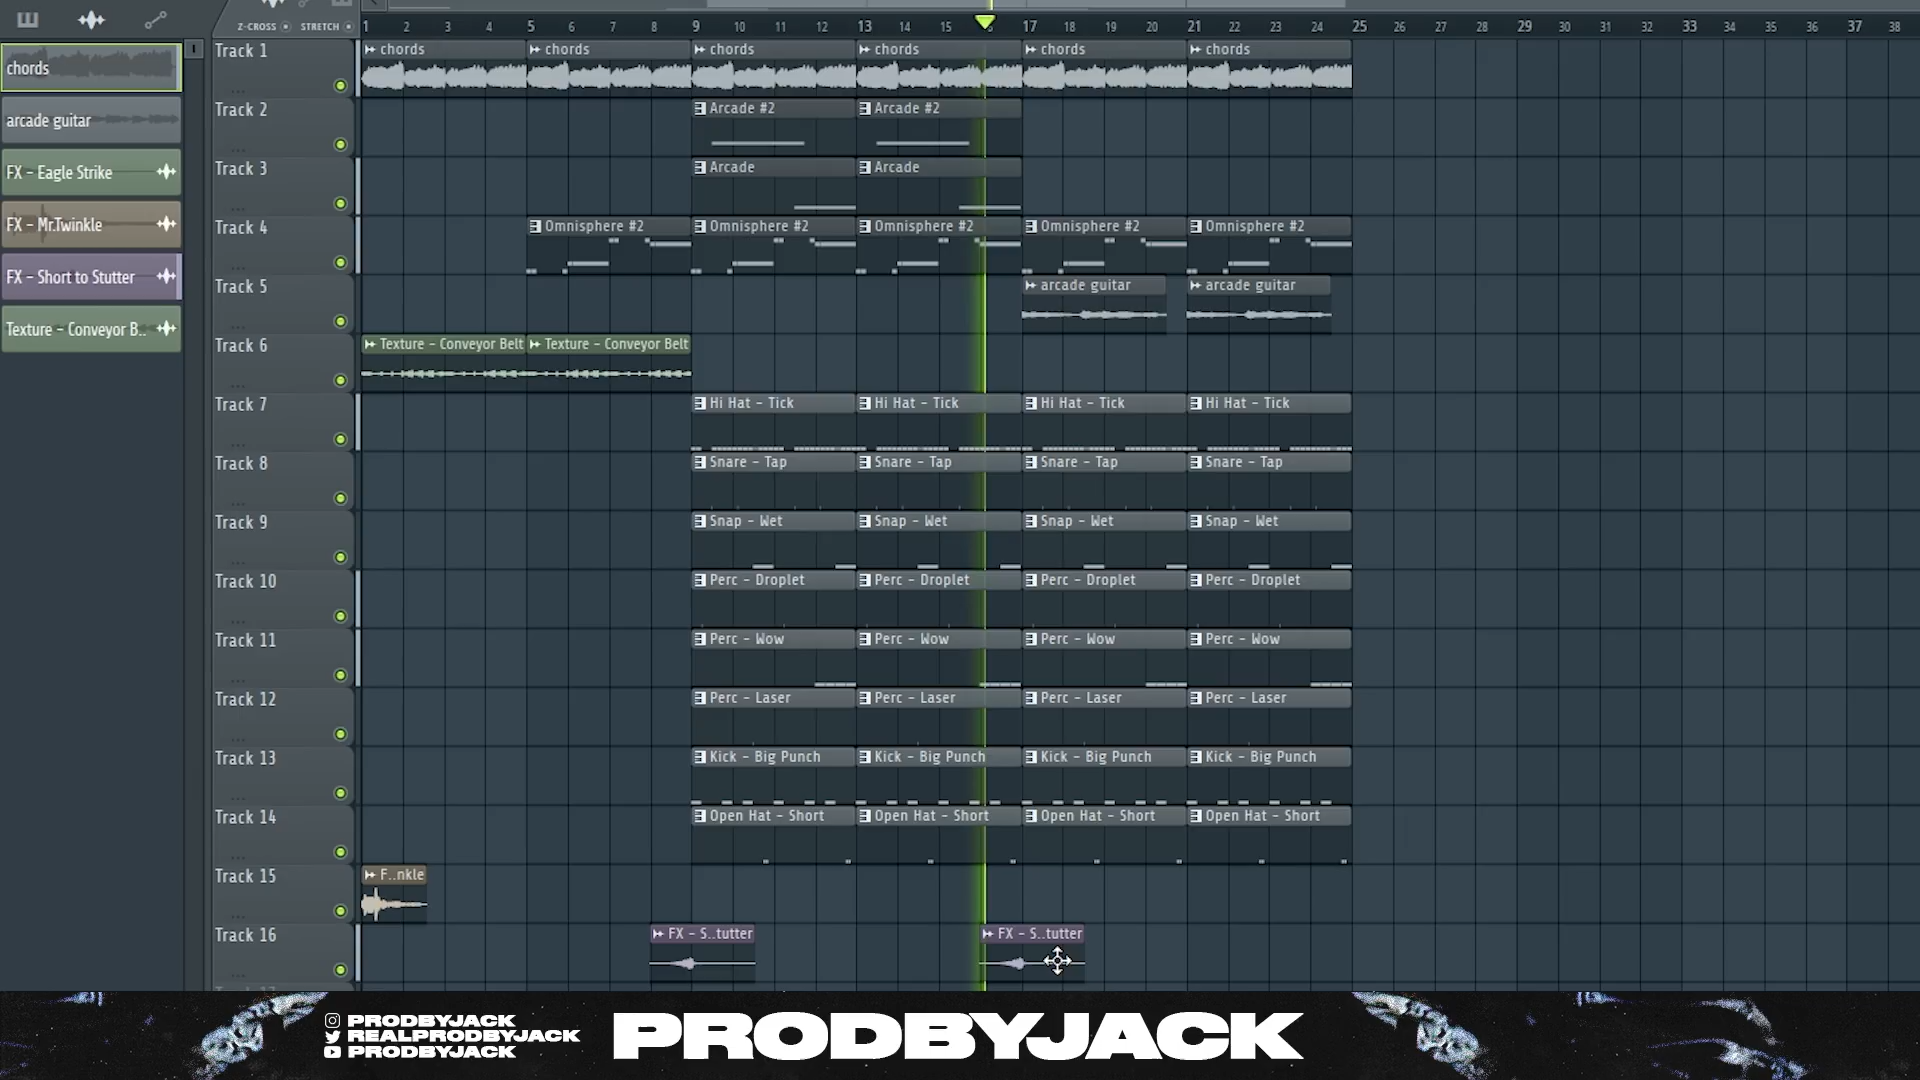 Z-CROSS STRETCH 1 2 3 4 5 6 7 8 9 10 11 12 13 14 15 17 18 19 20 21 22 23 24 25 26 27 28 29 30 31 32 33 34 35 36 37 38
chords
arcade guitar
FX - Eagle Strike
FX - Mr.Twinkle
FX - Short to Stutter
Texture - Conveyor B..
Track 1 chords chords chords chords chords chords
Track 2 Arcade #2 Arcade #2
Track 3 Arcade Arcade
Track 4 Omnisphere #2 Omnisphere #2 Omnisphere #2 Omnisphere #2 Omnisphere #2
Track 5 arcade guitar arcade guitar
Track 6 Texture - Conveyor Belt Texture - Conveyor Belt
Track 7 Hi Hat - Tick Hi Hat - Tick Hi Hat - Tick Hi Hat - Tick
Track 8 Snare - Tap Snare - Tap Snare - Tap Snare - Tap
Track 9 Snap - Wet Snap - Wet Snap - Wet Snap - Wet
Track 10 Perc - Droplet Perc - Droplet Perc - Droplet Perc - Droplet
Track 11 Perc - Wow Perc - Wow Perc - Wow Perc - Wow
Track 12 Perc - Laser Perc - Laser Perc - Laser Perc - Laser
Track 13 Kick - Big Punch Kick - Big Punch Kick - Big Punch Kick - Big Punch
Track 14 Open Hat - Short Open Hat - Short Open Hat - Short Open Hat - Short
Track 15 F..nkle
Track 16 FX - S..tutter FX - S..tutter
PRODBYJACK
REALPRODBYJACK
PRODBYJACK
PRODBYJACK